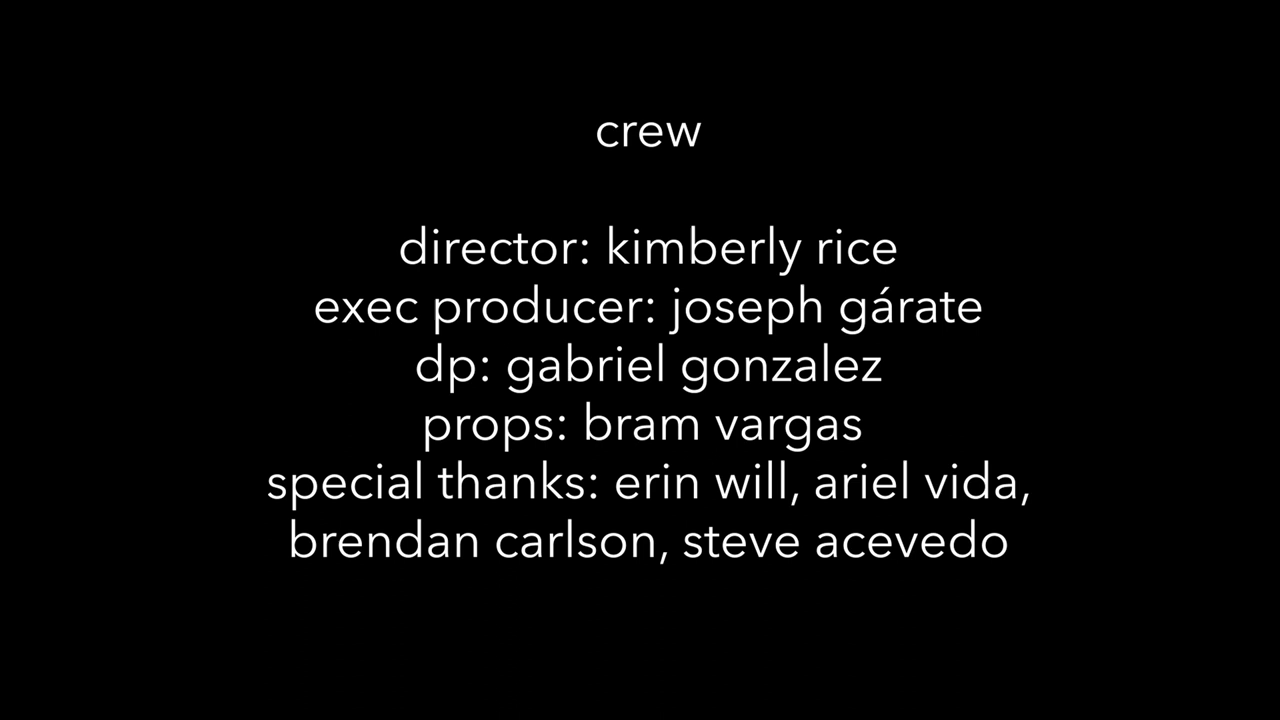 crew
director: kimberly rice
exec producer: joseph gárate
dp: gabriel gonzalez
props: bram vargas
special thanks: erin will, ariel vida,
brendan carlson, steve acevedo